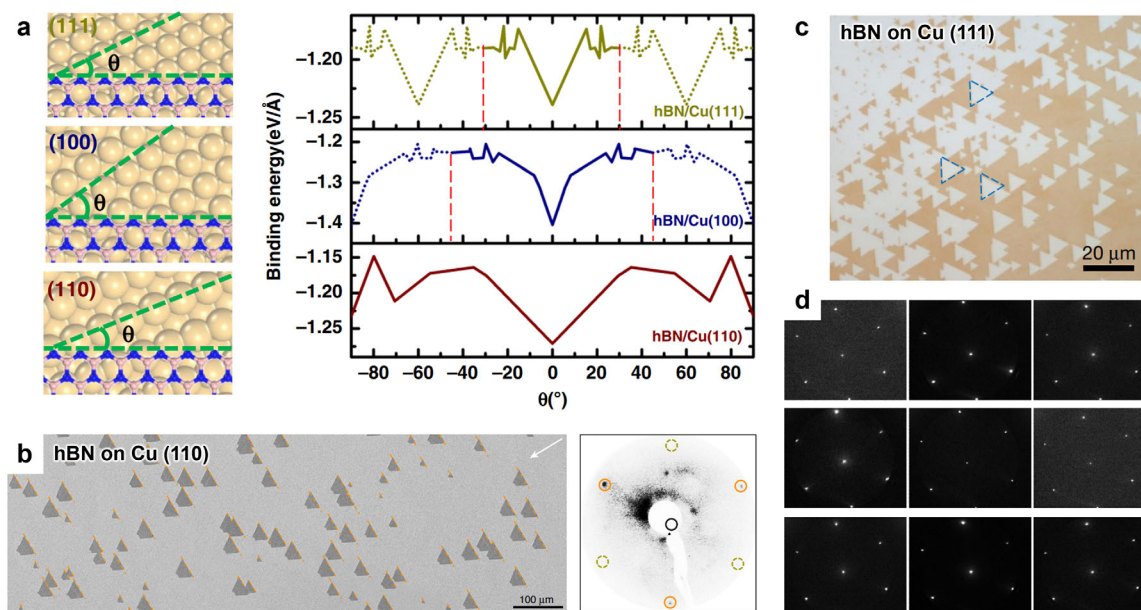 a
(111)
θ
(100)
θ
(110)
θ
Binding energy(eV/Å)
−1.20
−1.25
hBN/Cu(111)
−1.2
−1.3
−1.4
hBN/Cu(100)
−1.15
−1.20
−1.25
hBN/Cu(110)
−80 −60 −40 −20 0 20 40 60 80
θ(°)
b
hBN on Cu (110)
100 μm
c
hBN on Cu (111)
20 μm
d